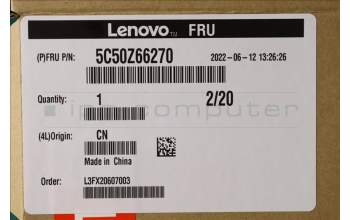 Lenovo™ FRU
(P)FRU P/N: 5C50Z66270 2022-06-12 13:26:26
Quantity: 1 2/20
(4L)Origin: CN
Made in China
Order: L3FX20607003